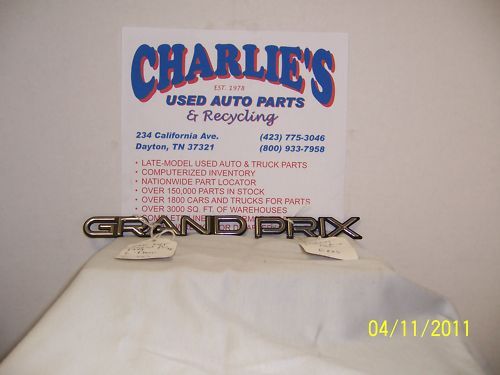 CHARLIE'S
EST. 1978
USED AUTO PARTS
& Recycling
234 California Ave.
Dayton, TN 37321
(423) 775-3046
(800) 933-7958
• LATE-MODEL USED AUTO & TRUCK PARTS
• COMPUTERIZED INVENTORY
• NATIONWIDE PART LOCATOR
• OVER 150,000 PARTS IN STOCK
• OVER 1800 CARS AND TRUCKS FOR PARTS
• OVER 3000 SQ. FT. OF WAREHOUSES
GRAND PRIX
04/11/2011